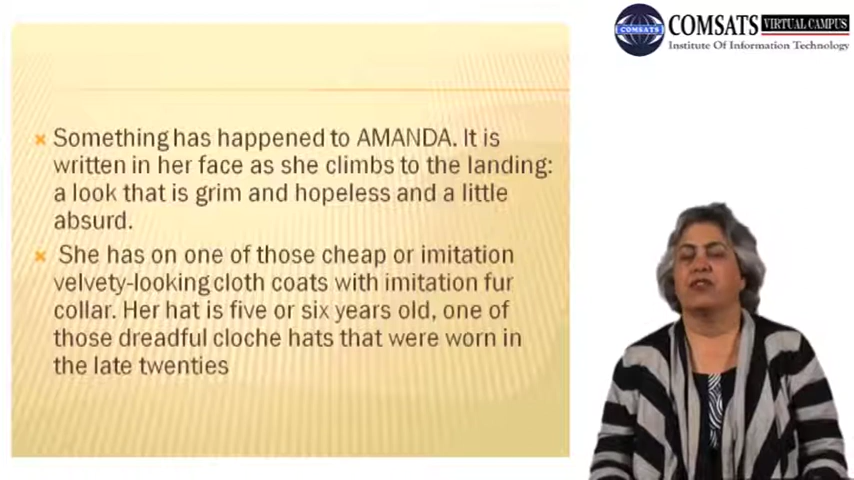 COMSATS
COMSATS VIRTUAL CAMPUS
Institute Of Information Technology
Something has happened to AMANDA. It is
written in her face as she climbs to the landing:
a look that is grim and hopeless and a little
absurd.
She has on one of those cheap or imitation
velvety-looking cloth coats with imitation fur
collar. Her hat is five or six years old, one of
those dreadful cloche hats that were worn in
the late twenties